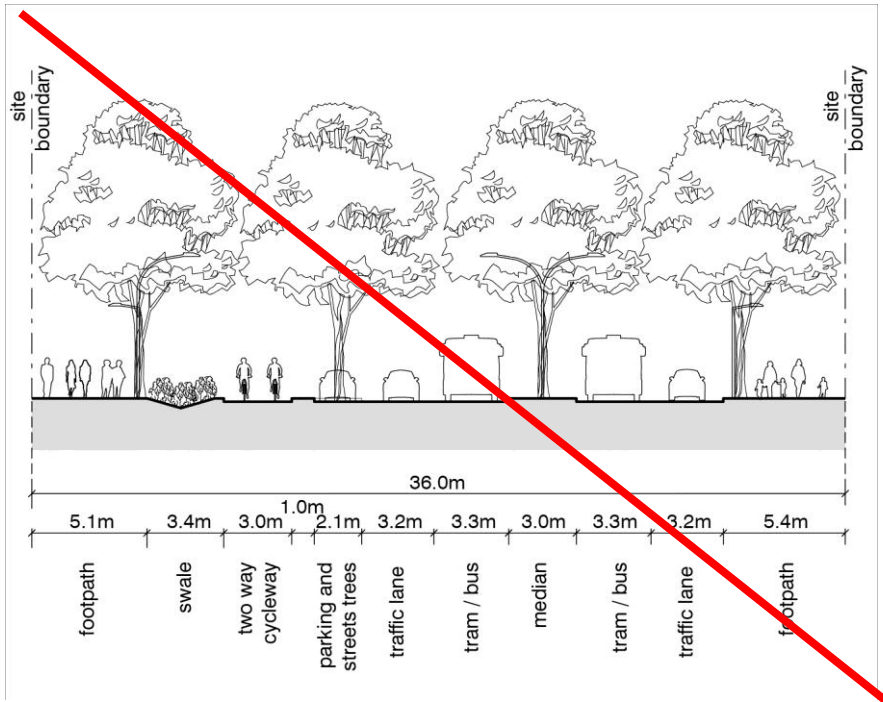 site
boundary
site
boundary
36.0m
1.0m
5.1m 3.4m 3.0m 2.1m 3.2m 3.3m 3.0m 3.3m 3.2m 5.4m
footpath
swale
two way
cycleway
parking and
streets trees
traffic lane
tram / bus
median
tram / bus
traffic lane
footpath